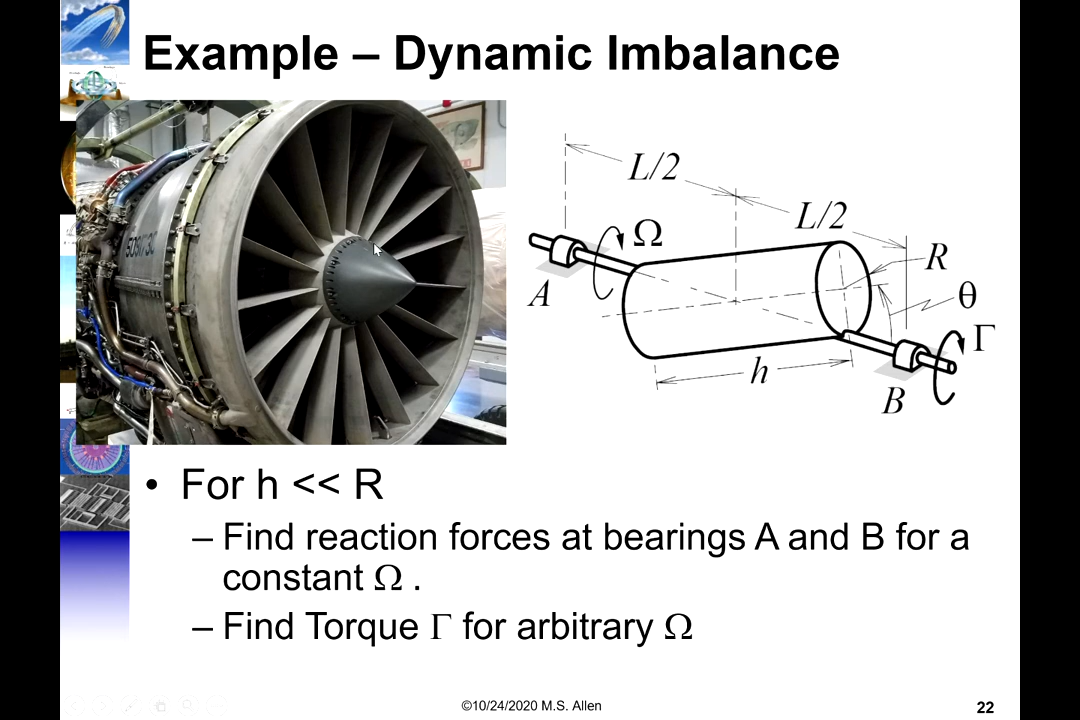 Example – Dynamic Imbalance
L/2
L/2
Ω
R
A
θ
Γ
h
B
• For h << R
– Find reaction forces at bearings A and B for a
constant Ω .
– Find Torque Γ for arbitrary Ω
©10/24/2020 M.S. Allen
22